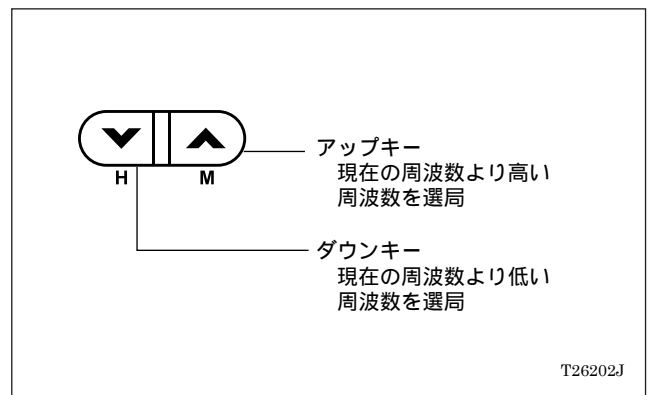 アップキー
現在の周波数より高い
周波数を選局
H M
ダウンキー
現在の周波数より低い
周波数を選局
T26202J